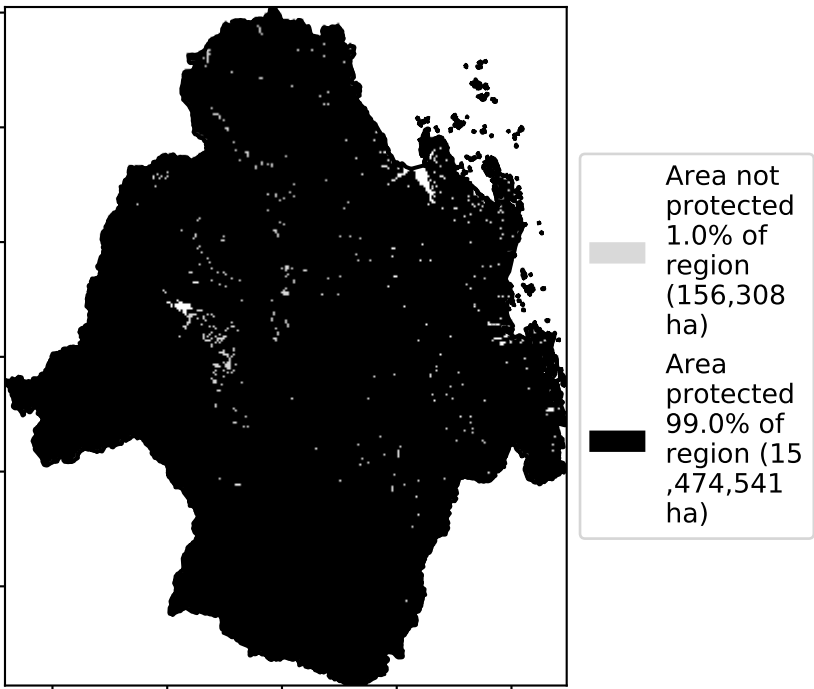 Area not
protected
1.0% of
region
(156,308
ha)
Area
protected
99.0% of
region (15
,474,541
ha)